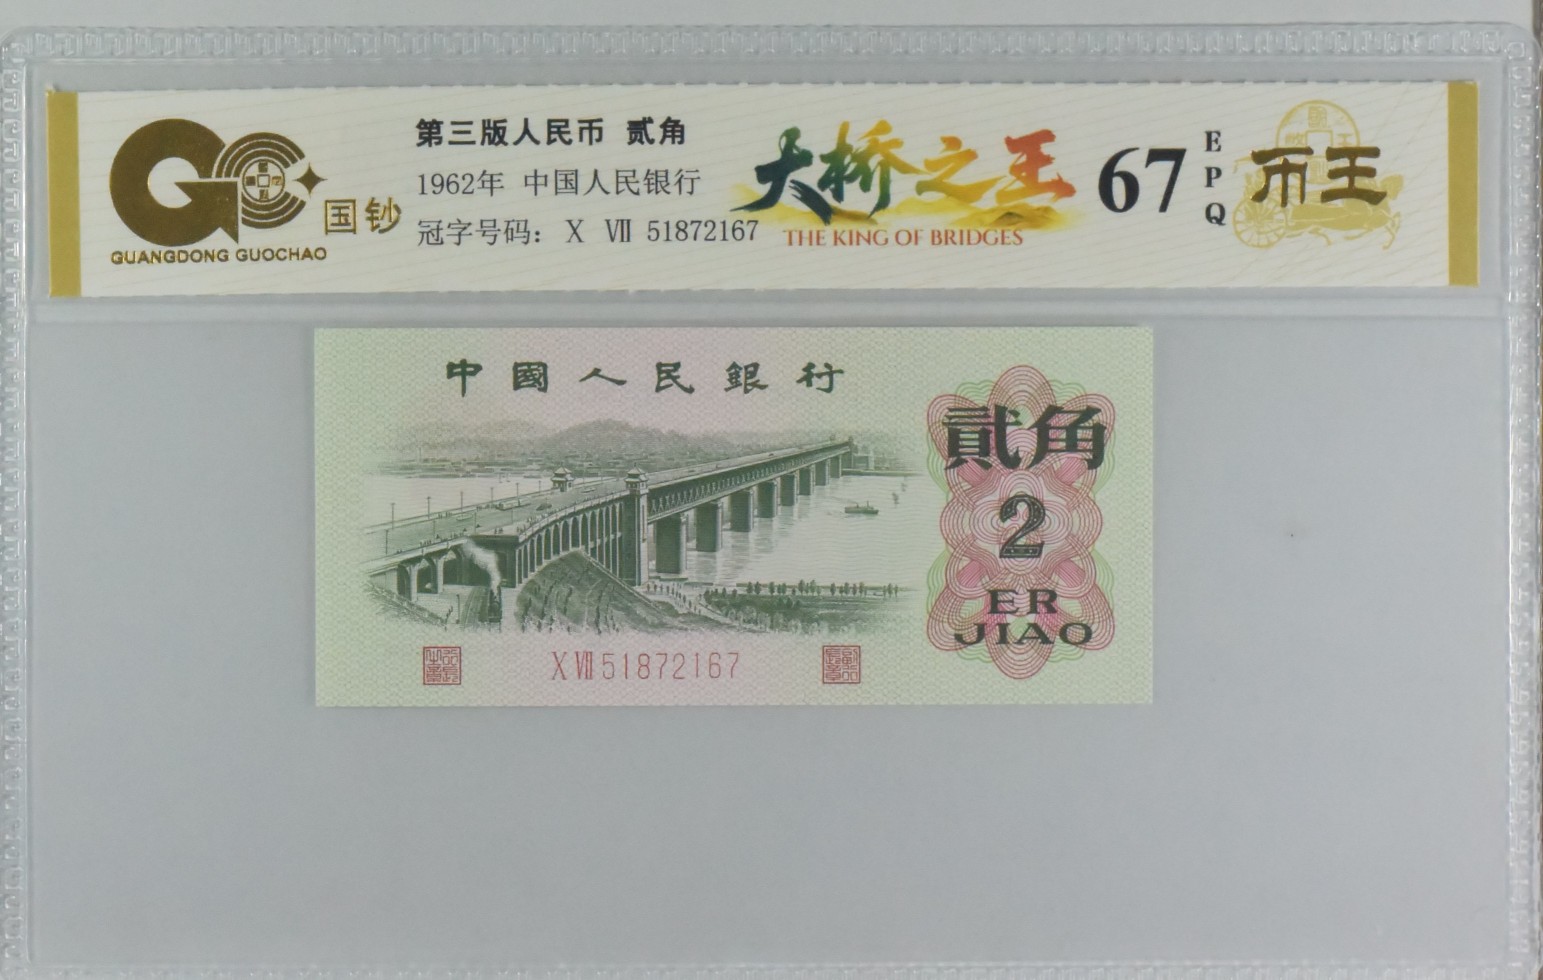 第三版人民币 贰角
1962年 中国人民银行
冠字号码: X Ⅶ 51872167
国钞
GUANGDONG GUOCHAO
大桥之王
THE KING OF BRIDGES
67
EPQ
币王
中國人民銀行
貳角
2
ER
JIAO
X Ⅶ 51872167